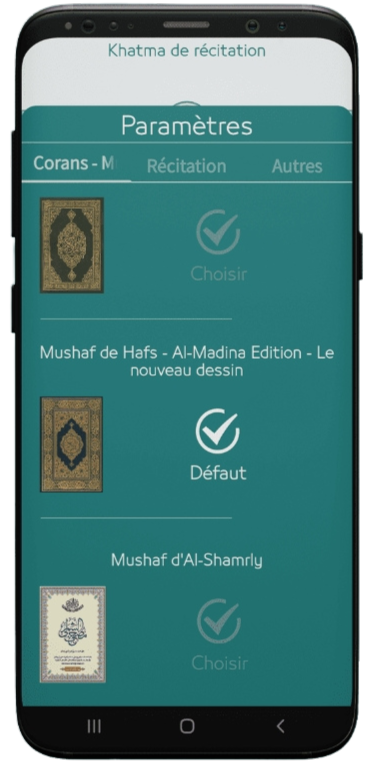 Khatma de récitation
Paramètres
Corans - M
Récitation
Autres
Choisir
Mushaf de Hafs - Al-Madina Edition - Le
nouveau dessin
Défaut
Mushaf d'Al-Shamrly
Choisir